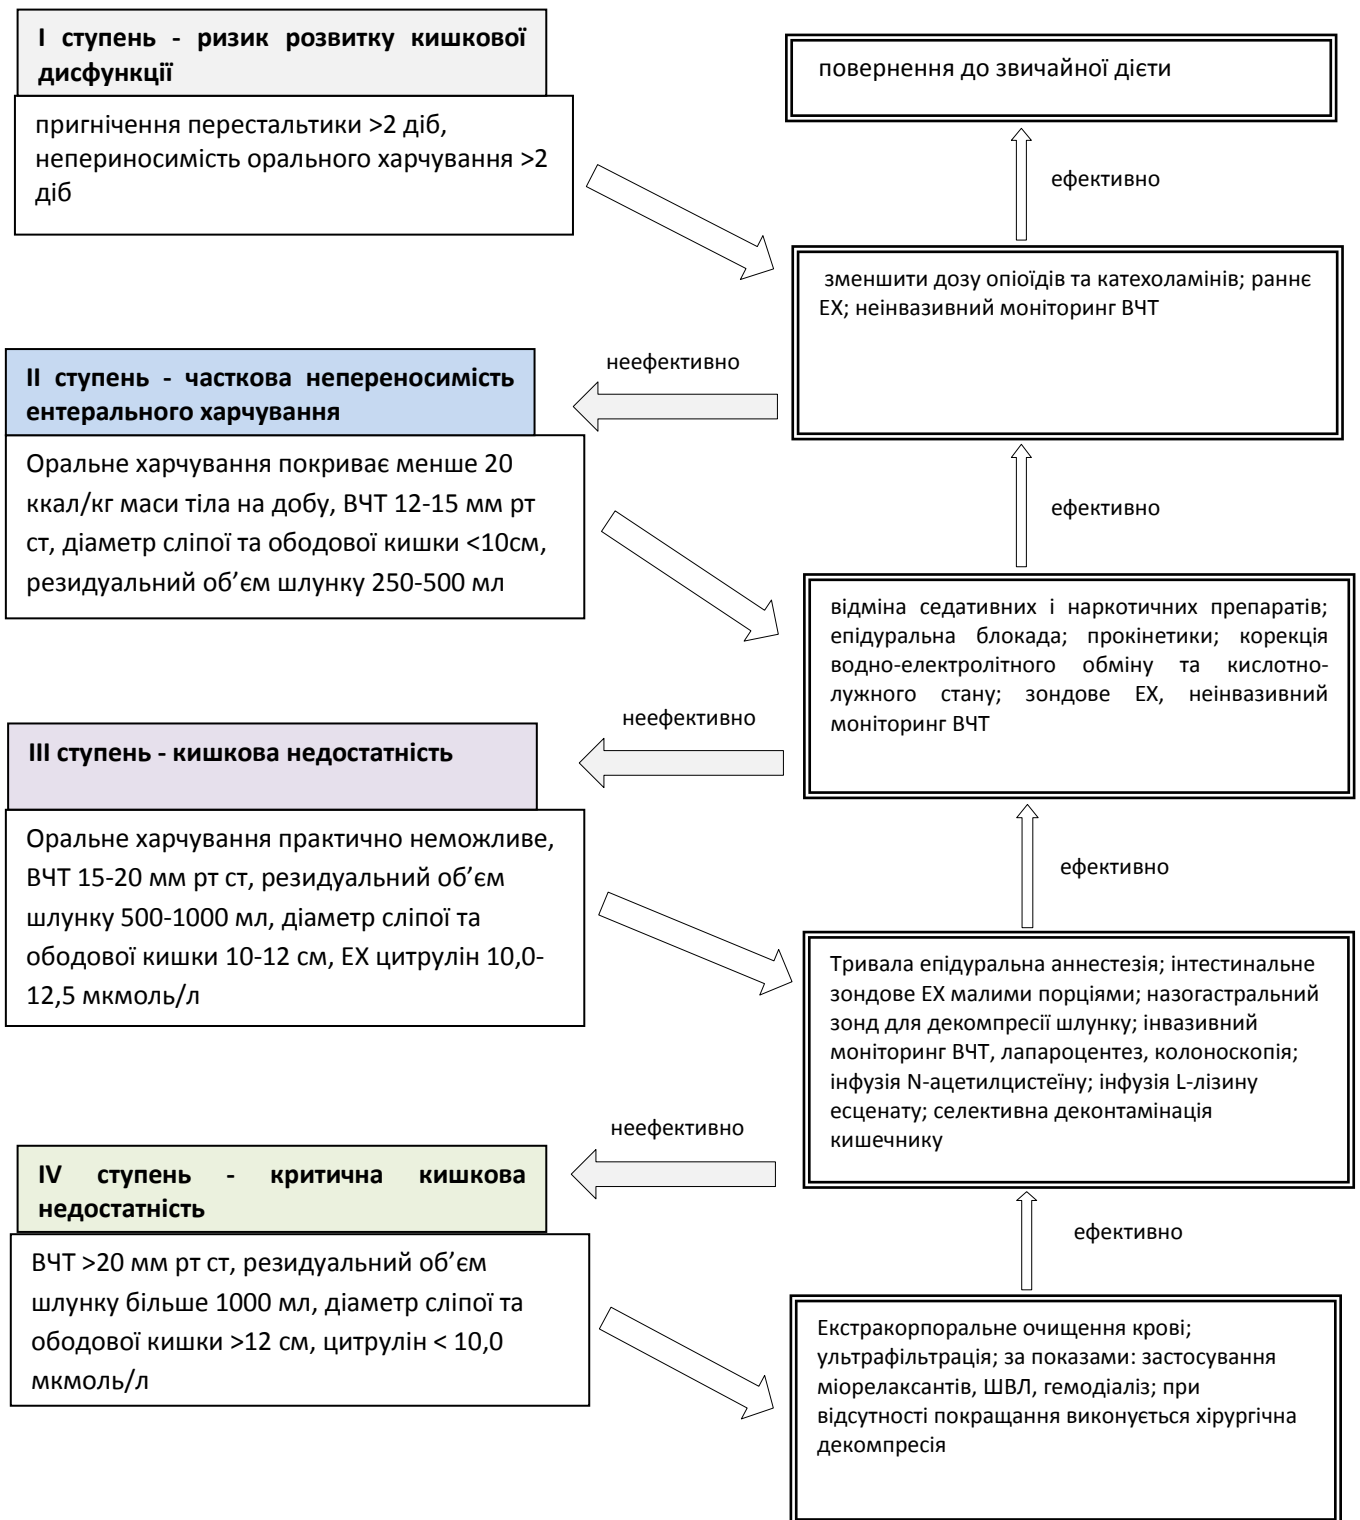 І ступень - ризик розвитку кишкової
дисфункції
пригнічення перестальтики >2 діб,
непериносимість орального харчування >2
діб
повернення до звичайної дієти
ефективно
зменшити дозу опіоїдів та катехоламінів; раннє
ЕХ; неінвазивний моніторинг ВЧТ
неефективно
ІІ ступень - часткова непереносимість
ентерального харчування
Оральне харчування покриває менше 20
ккал/кг маси тіла на добу, ВЧТ 12-15 мм рт
ст, діаметр сліпої та ободової кишки <10см,
резидуальний об’єм шлунку 250-500 мл
ефективно
відміна седативних і наркотичних препаратів;
епідуральна блокада; прокінетики; корекція
водно-електролітного обміну та кислотно-
лужного стану; зондове ЕХ, неінвазивний
моніторинг ВЧТ
неефективно
ІІІ ступень - кишкова недостатність
Оральне харчування практично неможливе,
ВЧТ 15-20 мм рт ст, резидуальний об’єм
шлунку 500-1000 мл, діаметр сліпої та
ободової кишки 10-12 см, ЕХ цитрулін 10,0-
12,5 мкмоль/л
ефективно
Тривала епідуральна аннестезія; інтестинальне
зондове ЕХ малими порціями; назогастральний
зонд для декомпресії шлунку; інвазивний
моніторинг ВЧТ, лапароцентез, колоноскопія;
інфузія N-ацетилцистеїну; інфузія L-лізину
есценату; селективна деконтамінація
кишечнику
неефективно
IV ступень - критична кишкова
недостатність
ВЧТ >20 мм рт ст, резидуальний об’єм
шлунку більше 1000 мл, діаметр сліпої та
ободової кишки >12 см, цитрулін < 10,0
мкмоль/л
ефективно
Екстракорпоральне очищення крові;
ультрафільтрація; за показами: застосування
міорелаксантів, ШВЛ, гемодіаліз; при
відсутності покращання виконується хірургічна
декомпресія